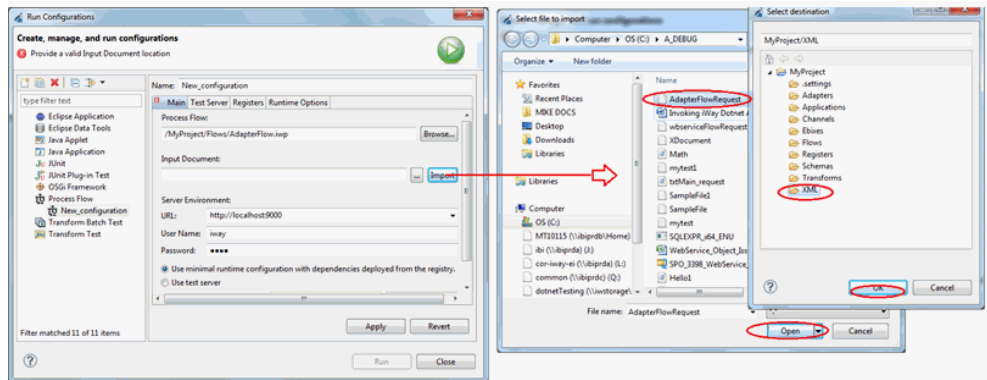 Run Configurations
Create, manage, and run configurations
Provide a valid Input Document location
type filter text
Eclipse Application
Eclipse Data Tools
Java Applet
Java Application
JUnit
JUnit Plug-in Test
OSGi Framework
Process Flow
New_configuration
Transform Batch Test
Transform Test
Filter matched 11 of 11 items
Name: New_configuration
Main Test Server Registers Runtime Options
Process Flow:
/MyProject/Flows/AdapterFlow.iwp
Browse...
Input Document:
... Import
Server Environment:
URL: http://localhost:9000
User Name: iway
Password: ••••
Use minimal runtime configuration with dependencies deployed from the registry.
Use test server
Apply Revert
Run Close
Select file to import
Computer OS (C:) A_DEBUG
Organize New folder
Favorites
Recent Places
MIKE DOCS
Desktop
Downloads
Libraries
Libraries
Computer
OS (C:)
MT10115 (\\ibiprdb\Home)
ibi (\\ibiprda) (J:)
cor-iway-ei (\\ibiprda) (L:)
common (\\ibiprdc) (Q:)
dotnetTesting (\\iwstorage\
Name
AdapterFlowRequest
Invoking iWay Dotnet
wbserviceFlowRequest
XDocument
Math
mytest1
txtMain_request
SampleFile1
SampleFile
mytest
SQLEXPR_x64_ENU
WebService_Object_Iss
SPO_3398_WebService_
Hello1
File name: AdapterFlowRequest
Open Cancel
Select destination
MyProject/XML
MyProject
.settings
Adapters
Applications
Channels
Ebixes
Flows
Registers
Schemas
Transforms
XML
OK Cancel